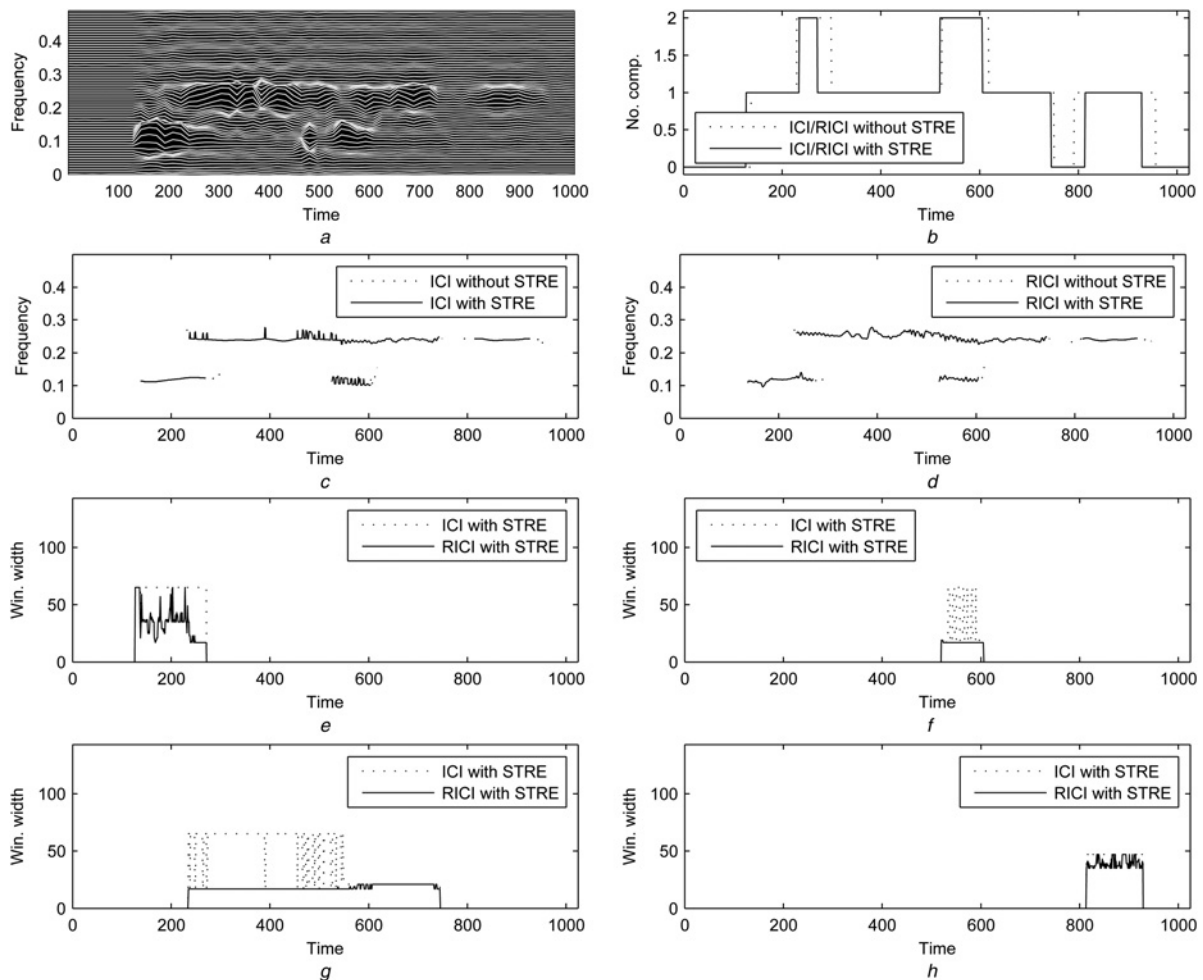 Frequency
0.4
0.3
0.2
0.1
0
100 200 300 400 500 600 700 800 900 1000
Time
a
No. comp.
2
1.5
1
0.5
0
ICI/RICI without STRE
ICI/RICI with STRE
0 200 400 600 800 1000
Time
b
Frequency
0.4
0.3
0.2
0.1
0
ICI without STRE
ICI with STRE
0 200 400 600 800 1000
Time
c
Frequency
0.4
0.3
0.2
0.1
0
RICI without STRE
RICI with STRE
0 200 400 600 800 1000
Time
d
Win. width
100
50
0
ICI with STRE
RICI with STRE
0 200 400 600 800 1000
Time
e
Win. width
100
50
0
ICI with STRE
RICI with STRE
0 200 400 600 800 1000
Time
f
Win. width
100
50
0
ICI with STRE
RICI with STRE
0 200 400 600 800 1000
Time
g
Win. width
100
50
0
ICI with STRE
RICI with STRE
0 200 400 600 800 1000
Time
h